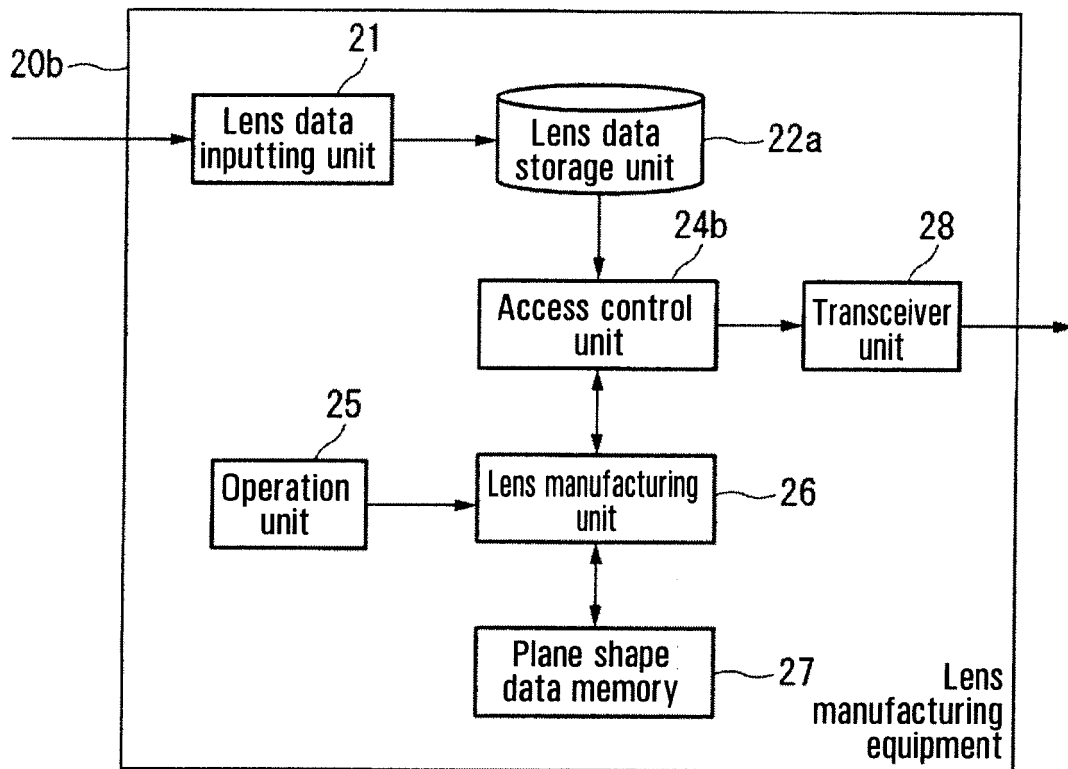 20b
21
Lens data
inputting unit
Lens data
storage unit
22a
24b
28
Access control
unit
Transceiver
unit
25
Operation
unit
Lens manufacturing
unit
26
Plane shape
data memory
27
Lens
manufacturing
equipment